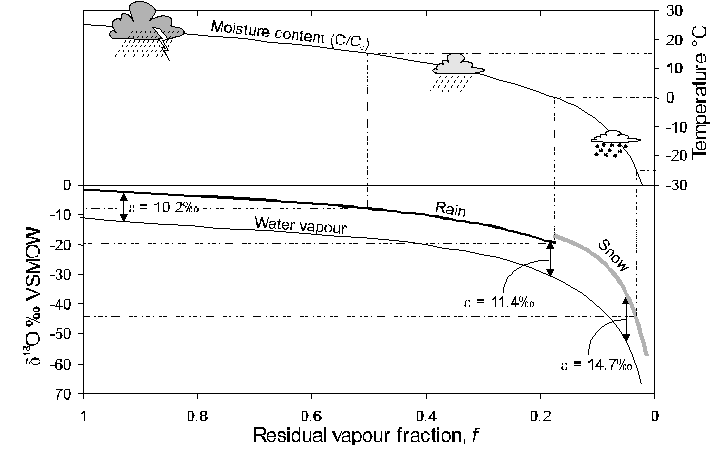 Moisture content (C/C₀)
30
20
10
0
-10
-20
-30
Temperature °C
0
-10
-20
-30
-40
-50
-60
70
δ¹⁸O ‰ VSMOW
Rain
Water vapour
Snow
ε = 10.2‰
ε = 11.4‰
ε = 14.7‰
1
0.8
0.6
0.4
0.2
0
Residual vapour fraction, f